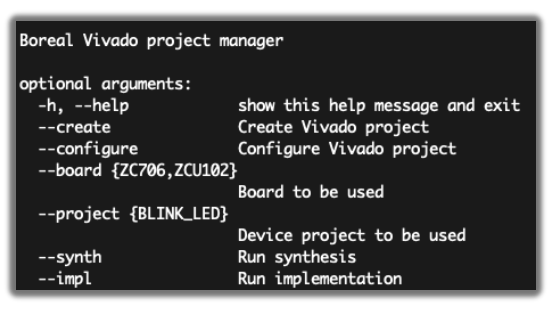 Boreal Vivado project manager
optional arguments:
-h, --help show this help message and exit
--create Create Vivado project
--configure Configure Vivado project
--board {ZC706,ZCU102}
Board to be used
--project {BLINK_LED}
Device project to be used
--synth Run synthesis
--impl Run implementation